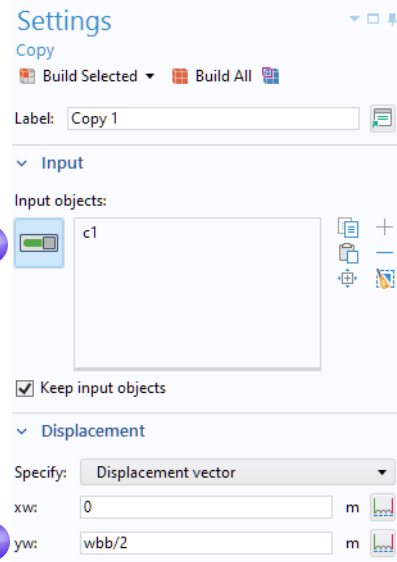 Settings
Copy
Build Selected Build All
Label: Copy 1
Input
Input objects:
c1
Keep input objects
Displacement
Specify: Displacement vector
xw: 0 m
yw: wbb/2 m